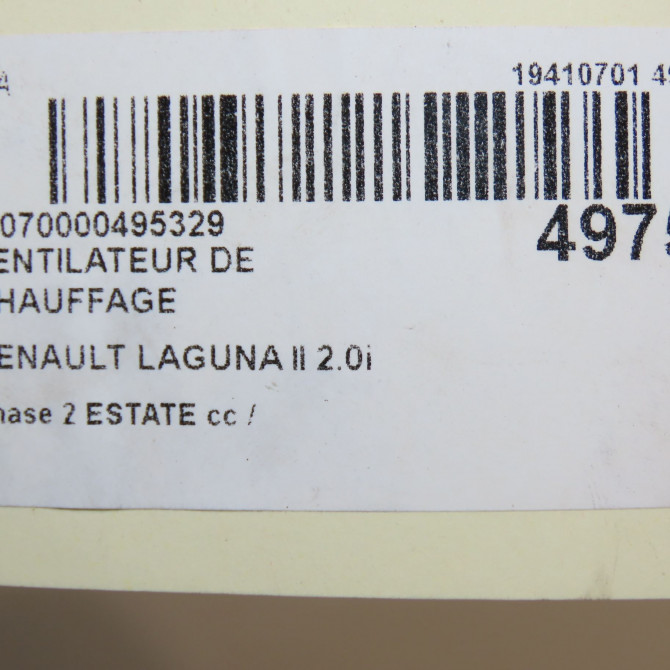 19410701 49
070000495329
4975
ENTILATEUR DE
HAUFFAGE
ENAULT LAGUNA II 2.0i
hase 2 ESTATE cc /